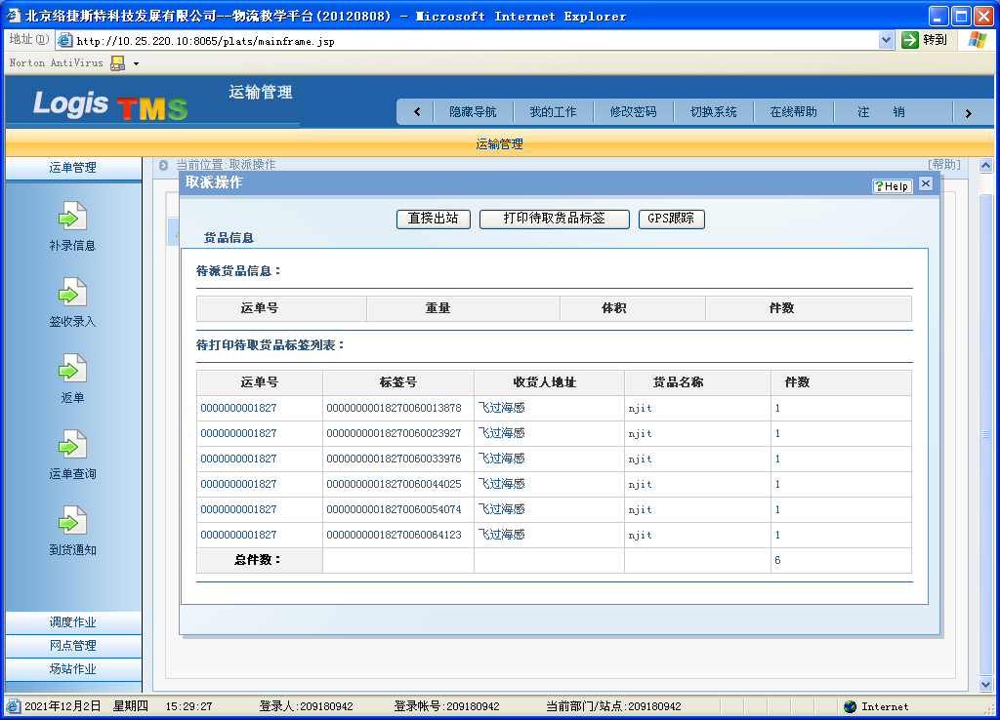 北京络捷斯特科技发展有限公司--物流教学平台(20120808) - Microsoft Internet Explorer
地址(D) http://10.25.220.10:8065/plats/mainframe.jsp 转到
Norton AntiVirus
Logis TMS 运输管理
隐藏导航 我的工作 修改密码 切换系统 在线帮助 注 销
运输管理
运单管理
当前位置:取派操作 [帮助]
取派操作 ?Help
直接出站 打印待取货品标签 GPS跟踪
货品信息
待派货品信息：
运单号 重量 体积 件数
待打印待取货品标签列表：
运单号 标签号 收货人地址 货品名称 件数
0000000001827 00000000018270060013878 飞过海感 njit 1
0000000001827 00000000018270060023927 飞过海感 njit 1
0000000001827 00000000018270060033976 飞过海感 njit 1
0000000001827 00000000018270060044025 飞过海感 njit 1
0000000001827 00000000018270060054074 飞过海感 njit 1
0000000001827 00000000018270060064123 飞过海感 njit 1
总件数： 6
补录信息
签收录入
返单
运单查询
到货通知
调度作业
网点管理
场站作业
2021年12月2日 星期四 15:29:27 登录人:209180942 登录帐号:209180942 当前部门/站点:209180942 Internet